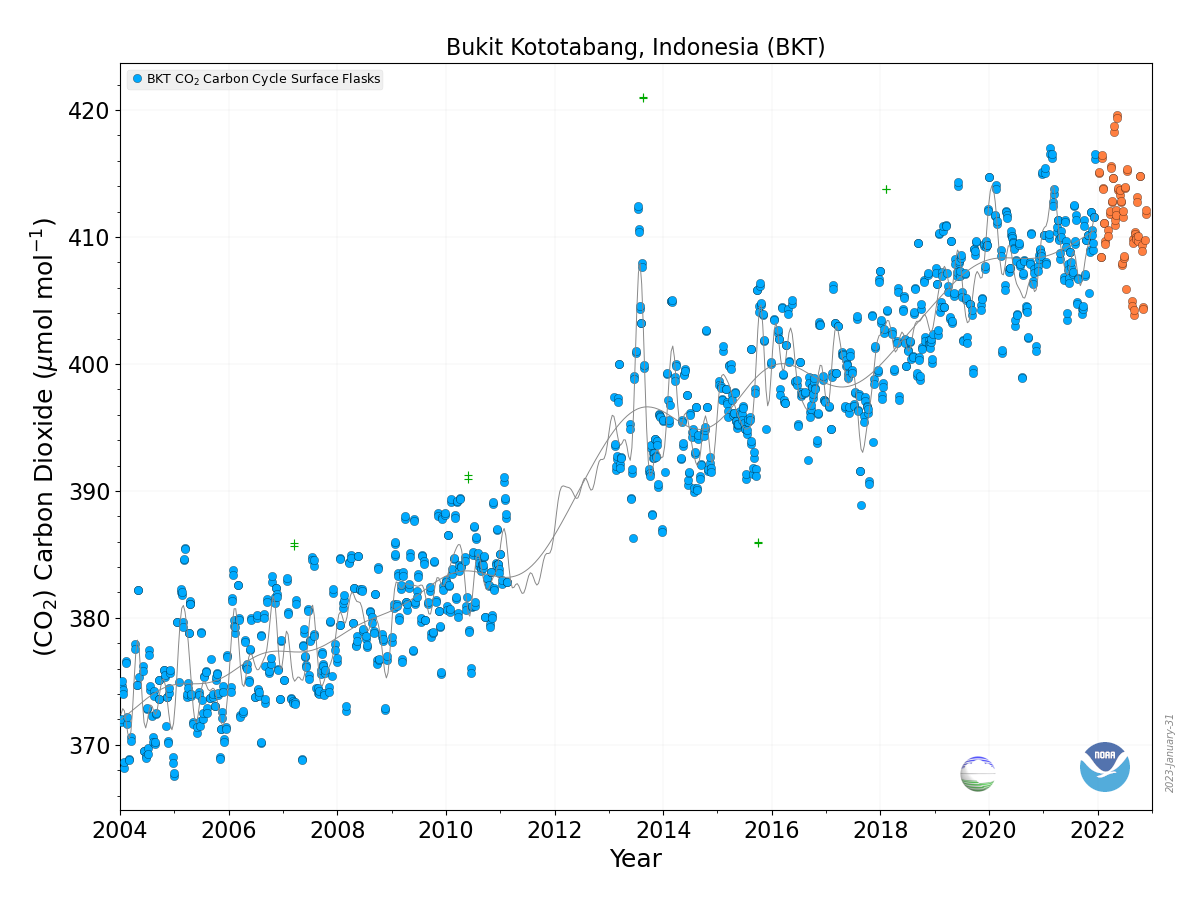 Bukit Kototabang, Indonesia (BKT)
BKT CO₂ Carbon Cycle Surface Flasks
(CO₂) Carbon Dioxide (μmol mol⁻¹)
420
410
400
390
380
370
2004 2006 2008 2010 2012 2014 2016 2018 2020 2022
Year
NOAA
2023-January-31